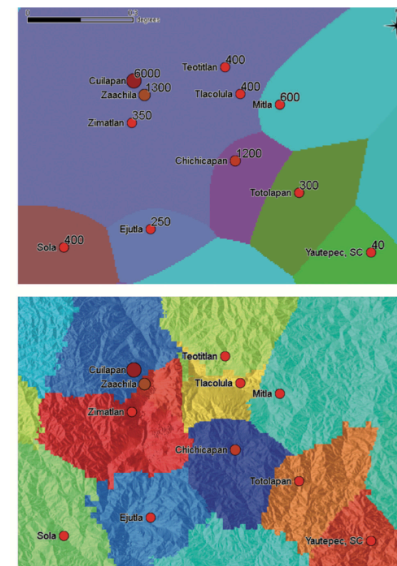 0
Degrees
400
Teotitlan
6000
Cuilapan
1300
Zaachila
400
Tlacolula
600
Mitla
350
Zimatlan
1200
Chichicapan
300
Totolapan
250
Ejutla
400
Sola
40
Yautepec, SC
Teotitlan
Cuilapan
Zaachila
Tlacolula
Mitla
Zimatlan
Chichicapan
Totolapan
Ejutla
Sola
Yautepec, SC